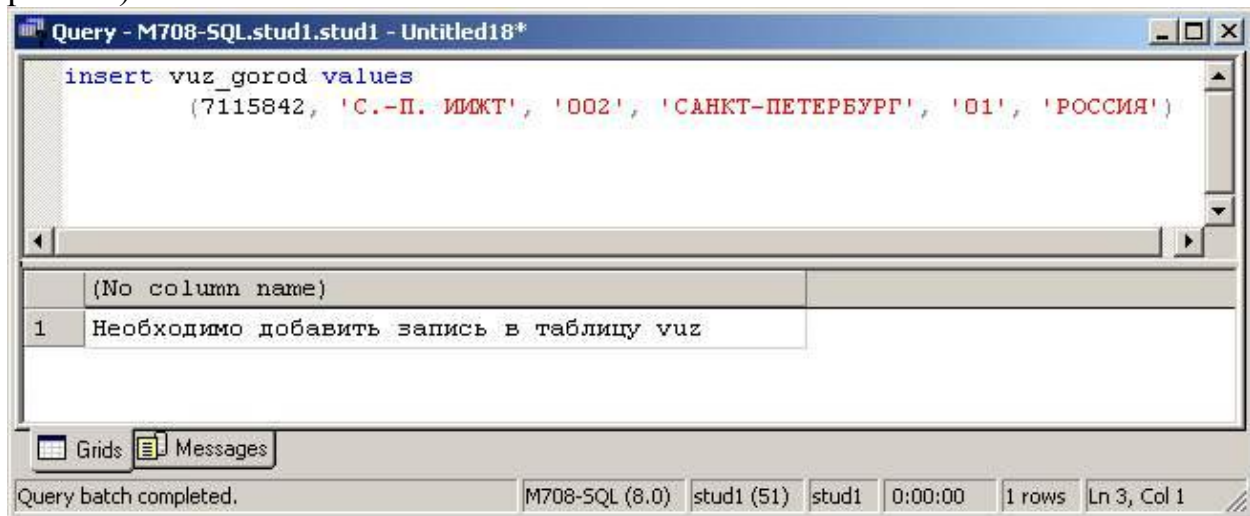 Query - M708-SQL.stud1.stud1 - Untitled18*
insert vuz_gorod values
(7115842, 'С.-П. ИИЖТ', '002', 'САНКТ-ПЕТЕРБУРГ', '01', 'РОССИЯ')
(No column name)
1 Необходимо добавить запись в таблицу vuz
Grids Messages
Query batch completed. M708-SQL (8.0) stud1 (51) stud1 0:00:00 1 rows Ln 3, Col 1